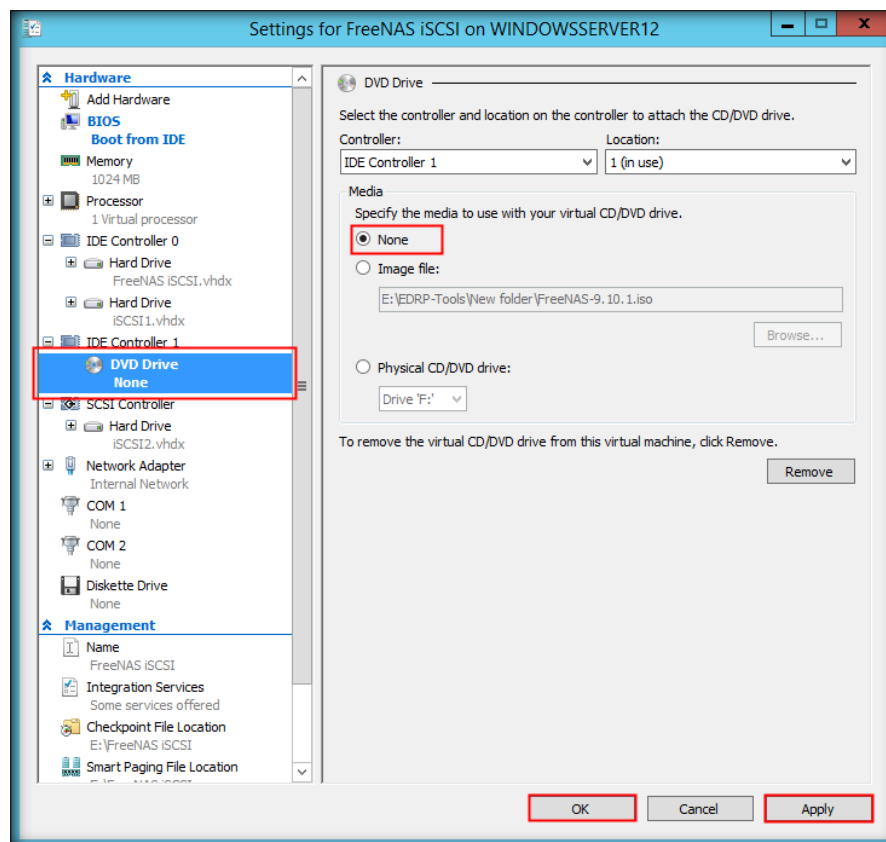 Settings for FreeNAS iSCSI on WINDOWSSERVER12
Hardware
Add Hardware
BIOS
Boot from IDE
Memory
1024 MB
Processor
1 Virtual processor
IDE Controller 0
Hard Drive
FreeNAS iSCSI.vhdx
Hard Drive
iSCSI1.vhdx
IDE Controller 1
DVD Drive
None
SCSI Controller
Hard Drive
iSCSI2.vhdx
Network Adapter
Internal Network
COM 1
None
COM 2
None
Diskette Drive
None
Management
Name
FreeNAS iSCSI
Integration Services
Some services offered
Checkpoint File Location
E:\FreeNAS iSCSI
Smart Paging File Location
DVD Drive
Select the controller and location on the controller to attach the CD/DVD drive.
Controller: Location:
IDE Controller 1 1 (in use)
Media
Specify the media to use with your virtual CD/DVD drive.
None
Image file:
E:\EDRP-Tools\New folder\FreeNAS-9.10.1.iso
Browse...
Physical CD/DVD drive:
Drive 'F:'
To remove the virtual CD/DVD drive from this virtual machine, click Remove.
Remove
OK Cancel Apply